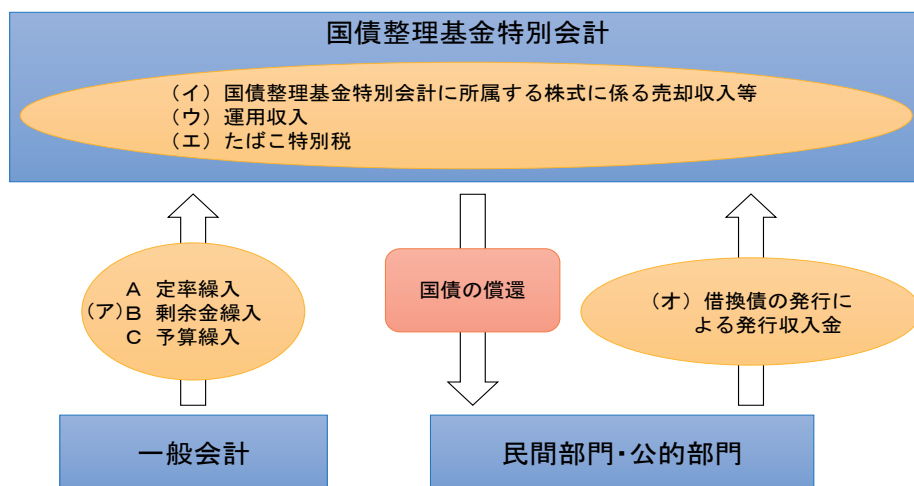 国債整理基金特別会計
（イ）国債整理基金特別会計に所属する株式に係る売却収入等
（ウ）運用収入
（エ）たばこ特別税
A 定率繰入
（ア）B 剰余金繰入
C 予算繰入
国債の償還
（オ）借換債の発行に
よる発行収入金
一般会計
民間部門・公的部門